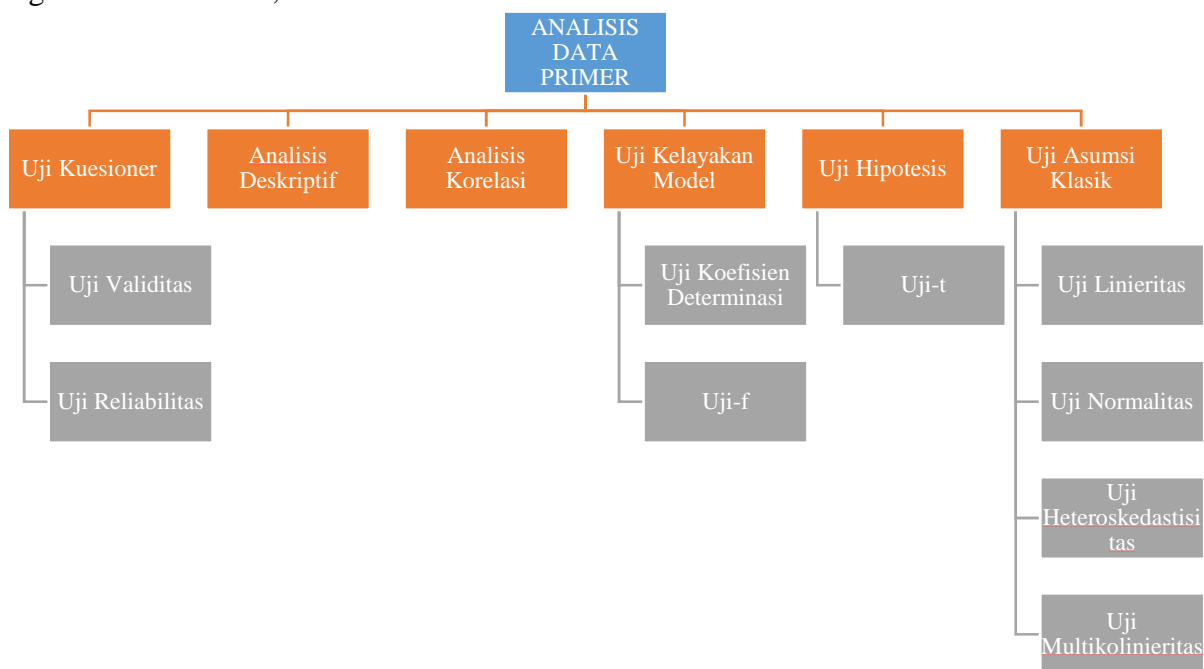 ANALISIS
DATA
PRIMER
Uji Kuesioner
Uji Validitas
Uji Reliabilitas
Analisis
Deskriptif
Analisis
Korelasi
Uji Kelayakan
Model
Uji Koefisien
Determinasi
Uji-f
Uji Hipotesis
Uji-t
Uji Asumsi
Klasik
Uji Linieritas
Uji Normalitas
Uji
Heteroskedastisi
tas
Uji
Multikolinieritas